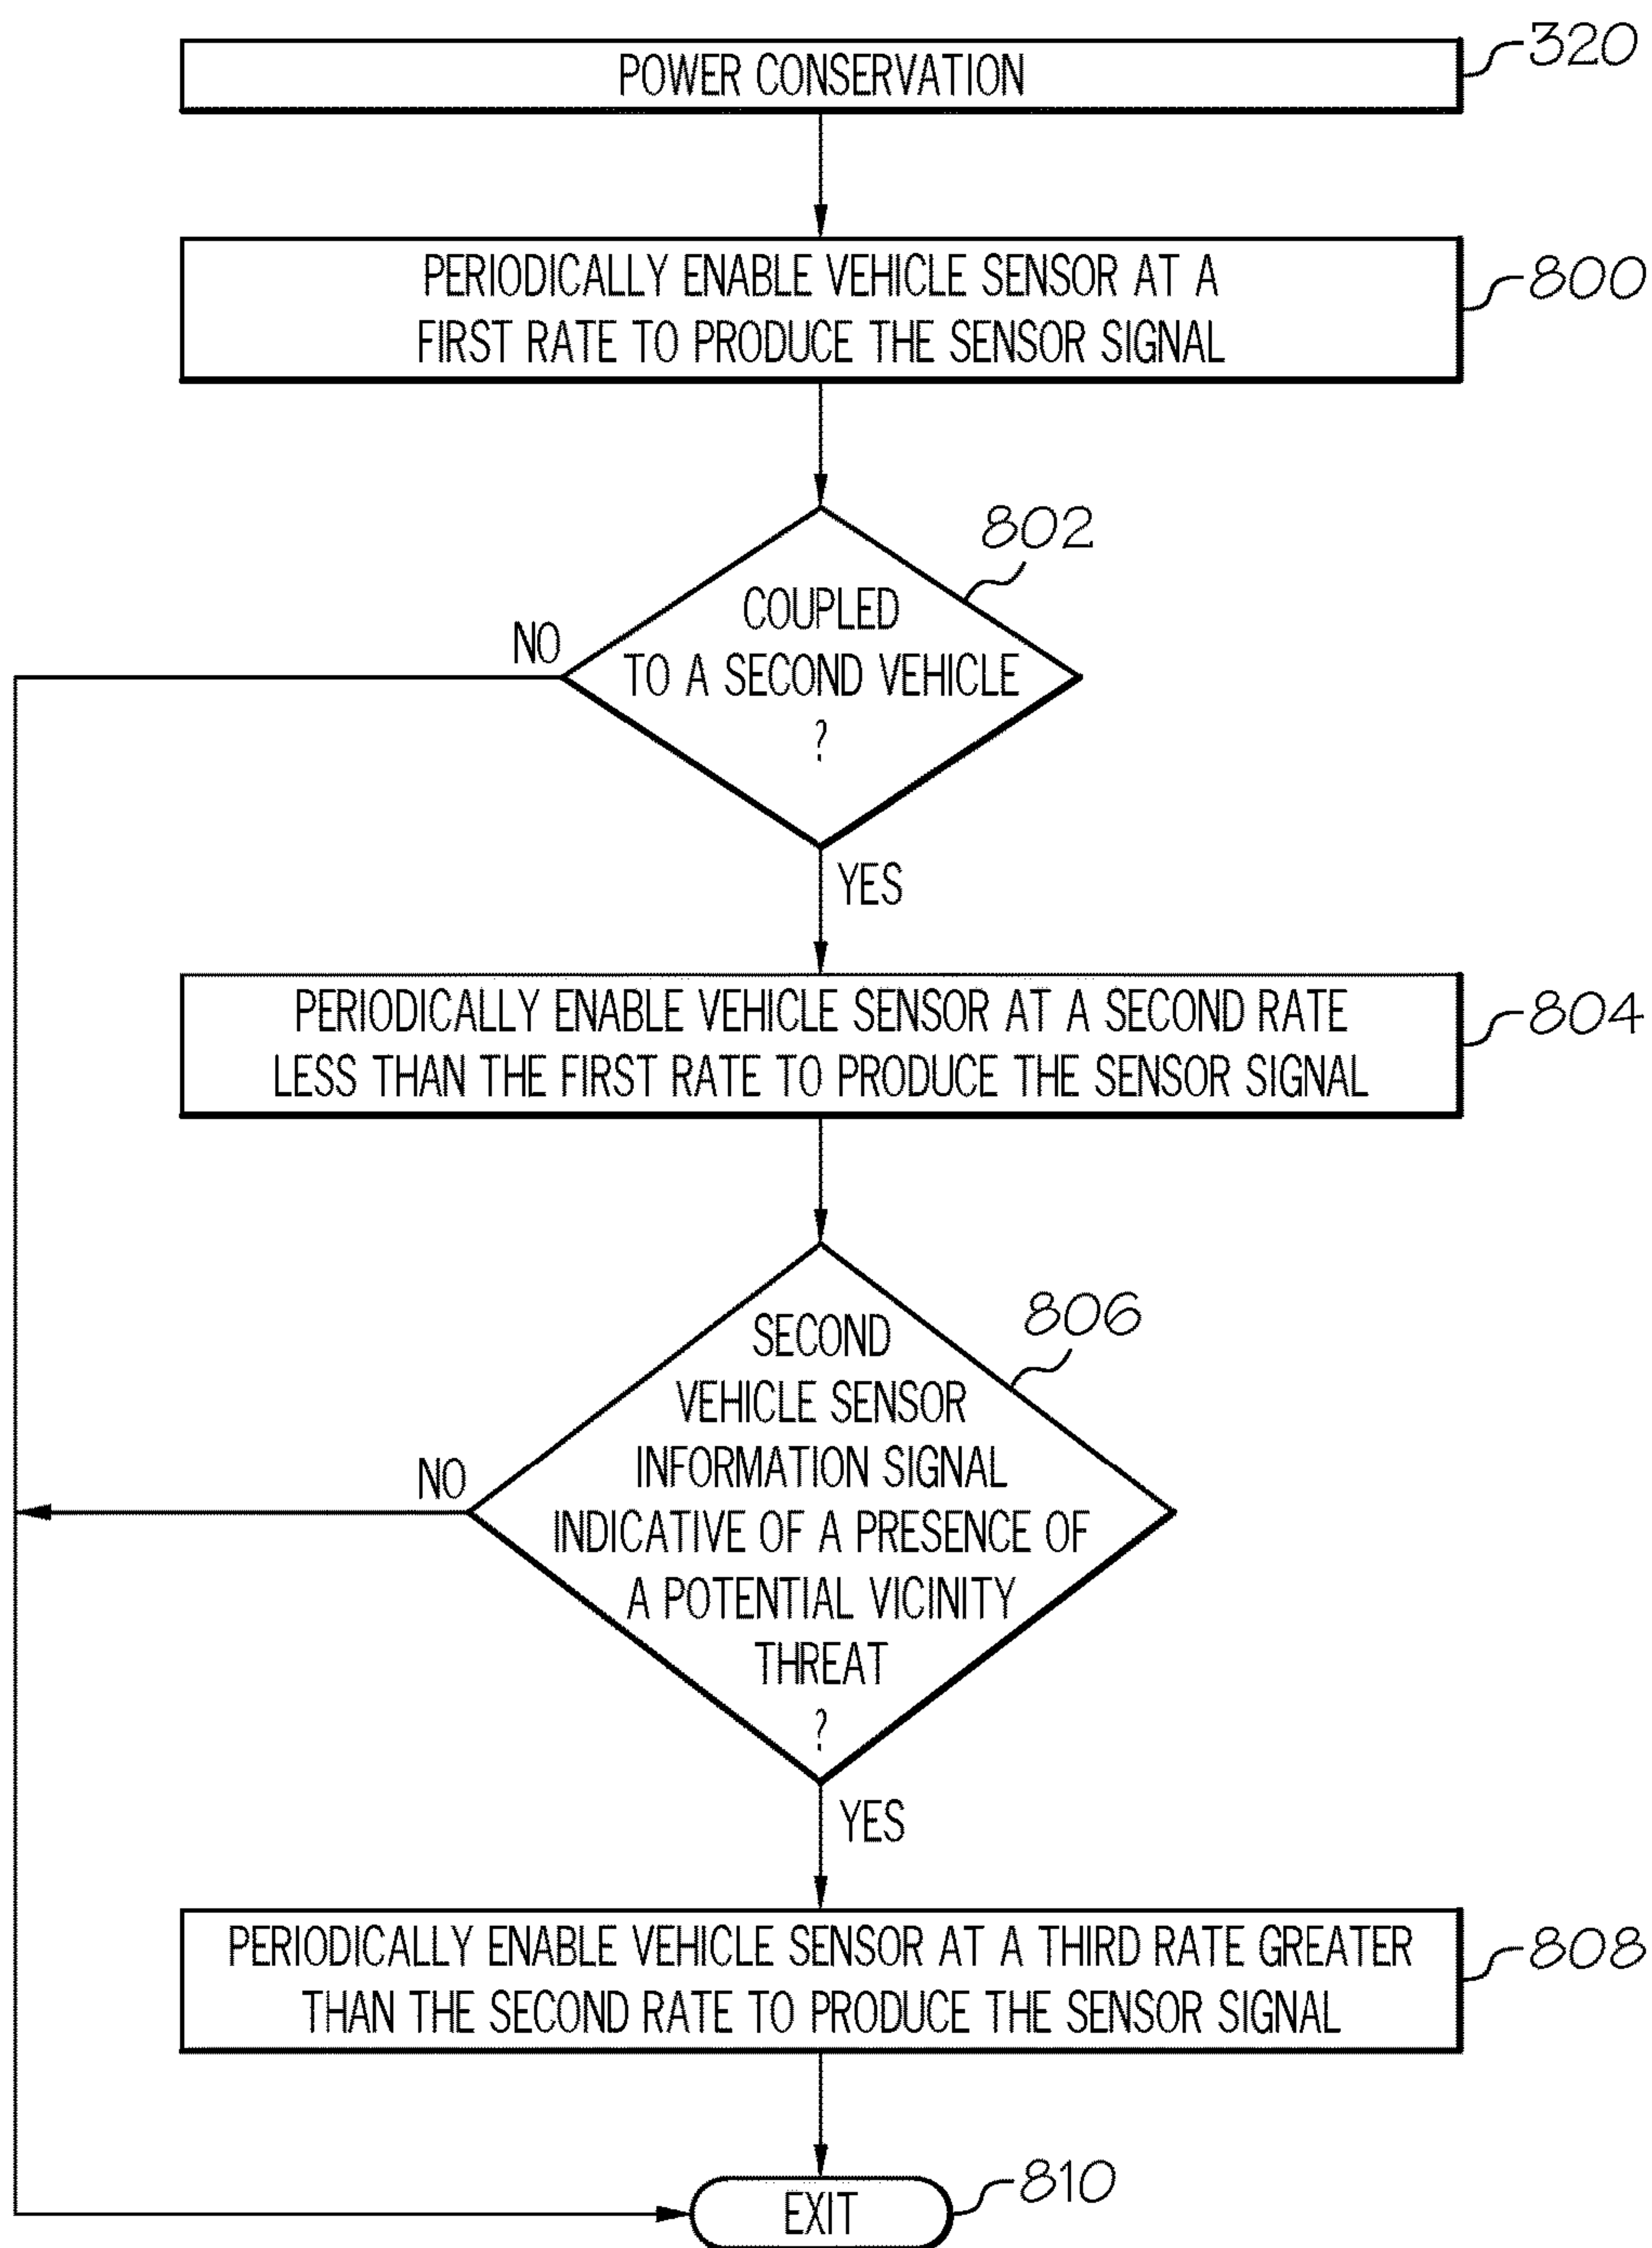 POWER CONSERVATION
320
PERIODICALLY ENABLE VEHICLE SENSOR AT A
FIRST RATE TO PRODUCE THE SENSOR SIGNAL
800
802
COUPLED
TO A SECOND VEHICLE
?
NO
YES
PERIODICALLY ENABLE VEHICLE SENSOR AT A SECOND RATE
LESS THAN THE FIRST RATE TO PRODUCE THE SENSOR SIGNAL
804
806
SECOND
VEHICLE SENSOR
INFORMATION SIGNAL
INDICATIVE OF A PRESENCE OF
A POTENTIAL VICINITY
THREAT
?
NO
YES
PERIODICALLY ENABLE VEHICLE SENSOR AT A THIRD RATE GREATER
THAN THE SECOND RATE TO PRODUCE THE SENSOR SIGNAL
808
EXIT
810